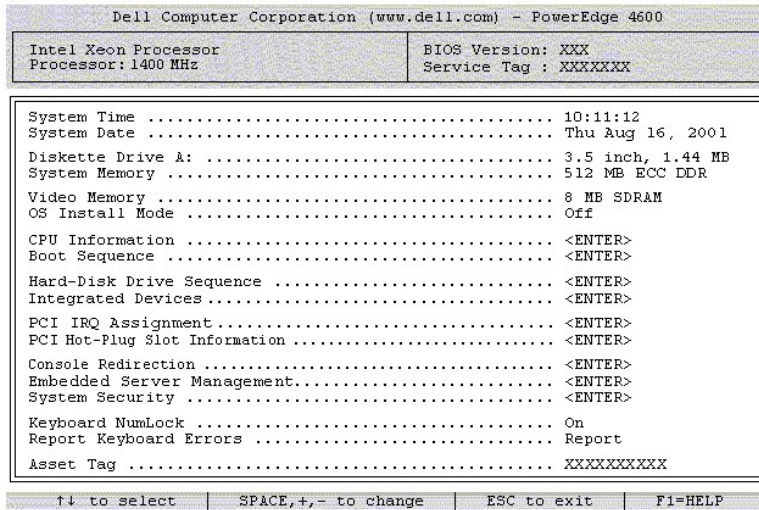 Dell Computer Corporation (www.dell.com) - PowerEdge 4600
Intel Xeon Processor
Processor: 1400 MHz
BIOS Version: XXX
Service Tag : XXXXXXX
System Time .......................................... 10:11:12
System Date .......................................... Thu Aug 16, 2001
Diskette Drive A: .................................... 3.5 inch, 1.44 MB
System Memory ........................................ 512 MB ECC DDR
Video Memory ......................................... 8 MB SDRAM
OS Install Mode ...................................... Off
CPU Information ...................................... <ENTER>
Boot Sequence ........................................ <ENTER>
Hard-Disk Drive Sequence ............................. <ENTER>
Integrated Devices.................................... <ENTER>
PCI IRQ Assignment................................... <ENTER>
PCI Hot-Plug Slot Information ........................... <ENTER>
Console Redirection ..................................... <ENTER>
Embedded Server Management........................... <ENTER>
System Security ...................................... <ENTER>
Keyboard NumLock ..................................... On
Report Keyboard Errors ............................... Report
Asset Tag ............................................ XXXXXXXXXX
↑↓ to select | SPACE,+,- to change | ESC to exit | F1=HELP